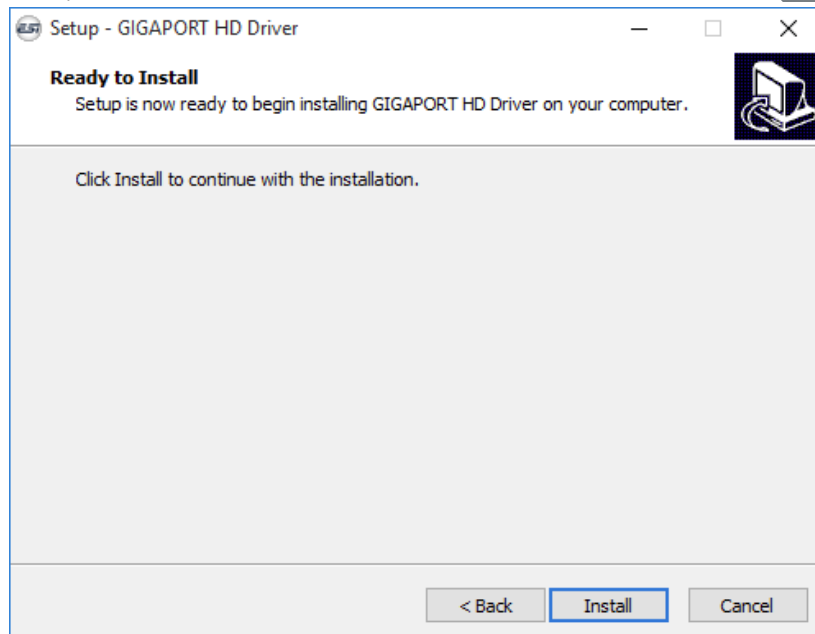 ESI Setup - GIGAPORT HD Driver
Ready to Install
Setup is now ready to begin installing GIGAPORT HD Driver on your computer.
Click Install to continue with the installation.
< Back Install Cancel